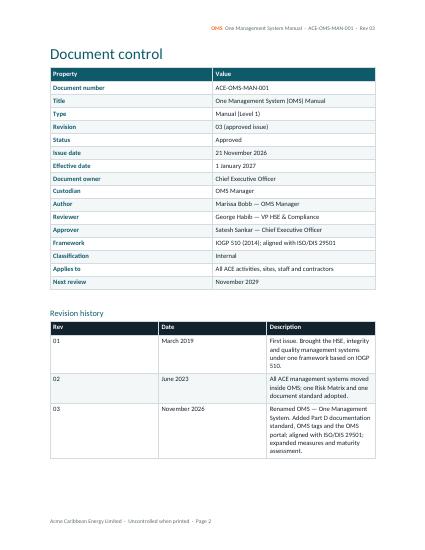 OMS One Management System Manual · ACE-OMS-MAN-001 · Rev 03
Document control
Property Value
Document number ACE-OMS-MAN-001
Title One Management System (OMS) Manual
Type Manual (Level 1)
Revision 03 (approved issue)
Status Approved
Issue date 21 November 2026
Effective date 1 January 2027
Document owner Chief Executive Officer
Custodian OMS Manager
Author Marissa Bobb — OMS Manager
Reviewer George Habib — VP HSE & Compliance
Approver Satesh Sankar — Chief Executive Officer
Framework IOGP 510 (2014); aligned with ISO/DIS 29501
Classification Internal
Applies to All ACE activities, sites, staff and contractors
Next review November 2029
Revision history
Rev Date Description
01 March 2019 First issue. Brought the HSE, integrity
and quality management systems
under one framework based on IOGP
510.
02 June 2023 All ACE management systems moved
inside OMS; one Risk Matrix and one
document standard adopted.
03 November 2026 Renamed OMS — One Management
System. Added Part D documentation
standard, OMS tags and the OMS
portal; aligned with ISO/DIS 29501;
expanded measures and maturity
assessment.
Acme Caribbean Energy Limited · Uncontrolled when printed · Page 2